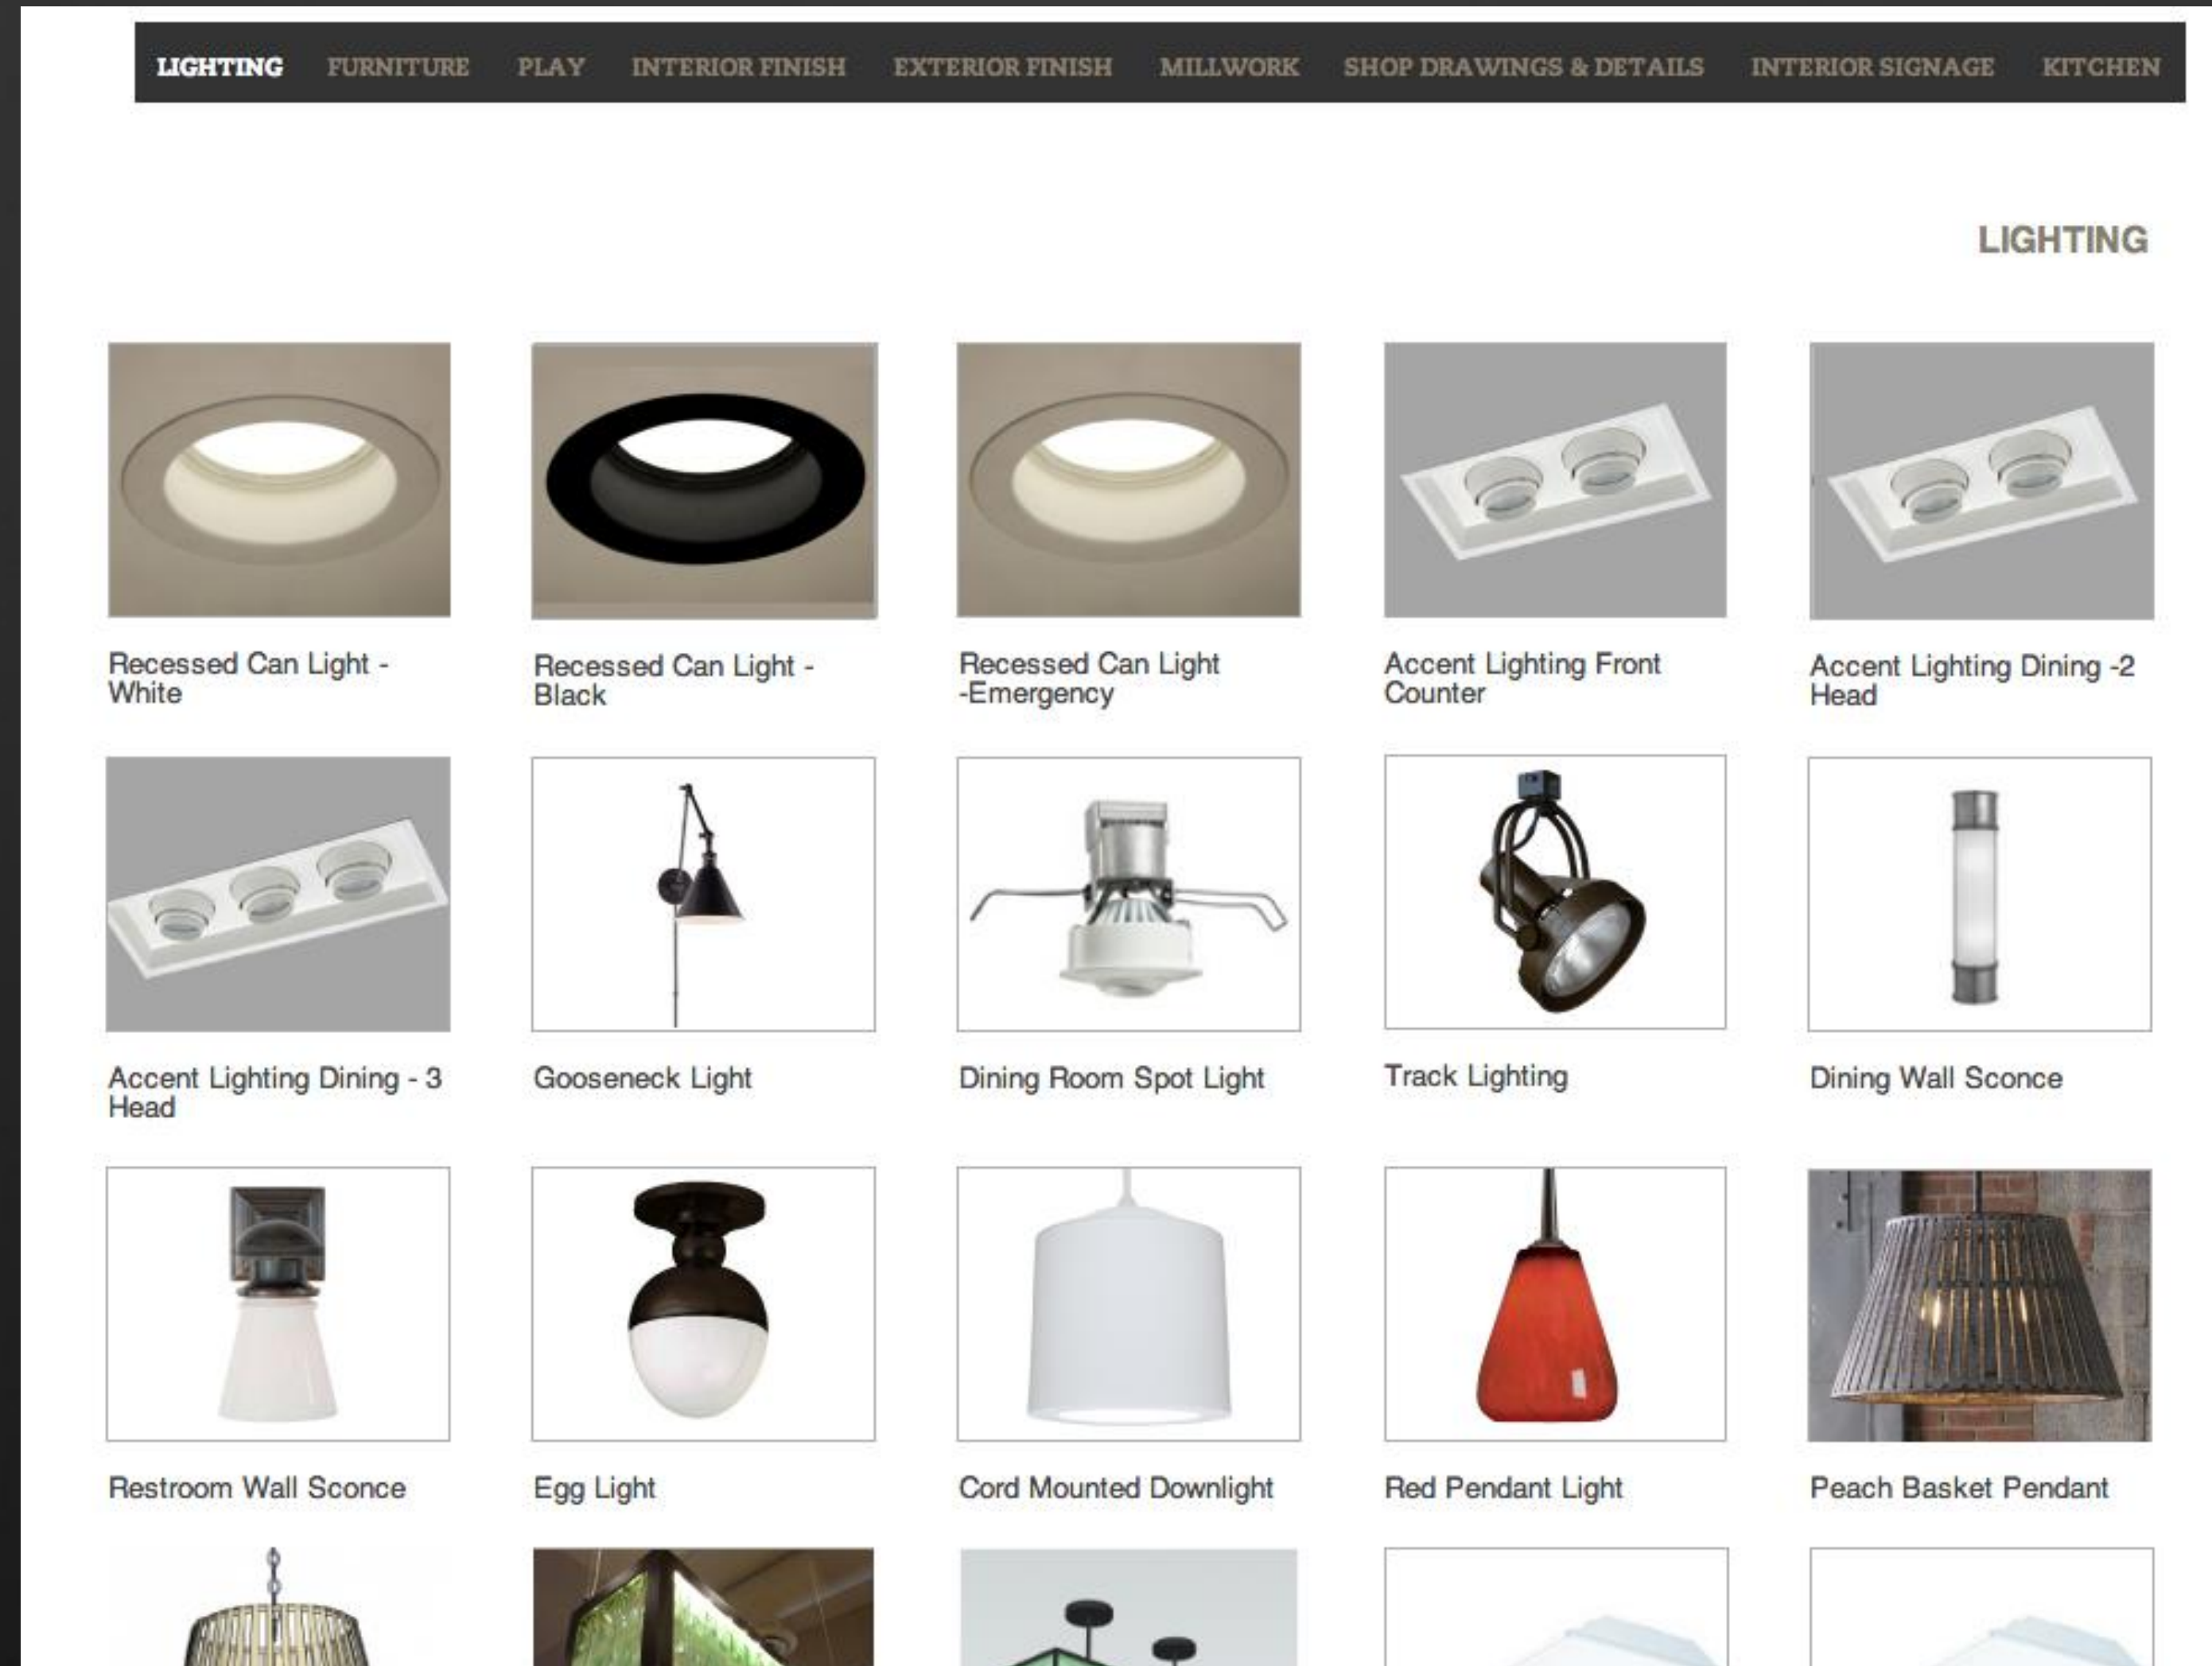 LIGHTING FURNITURE PLAY INTERIOR FINISH EXTERIOR FINISH MILLWORK SHOP DRAWINGS & DETAILS INTERIOR SIGNAGE KITCHEN
LIGHTING
Recessed Can Light -
White
Recessed Can Light -
Black
Recessed Can Light
-Emergency
Accent Lighting Front
Counter
Accent Lighting Dining -2
Head
Accent Lighting Dining - 3
Head
Gooseneck Light
Dining Room Spot Light
Track Lighting
Dining Wall Sconce
Restroom Wall Sconce
Egg Light
Cord Mounted Downlight
Red Pendant Light
Peach Basket Pendant